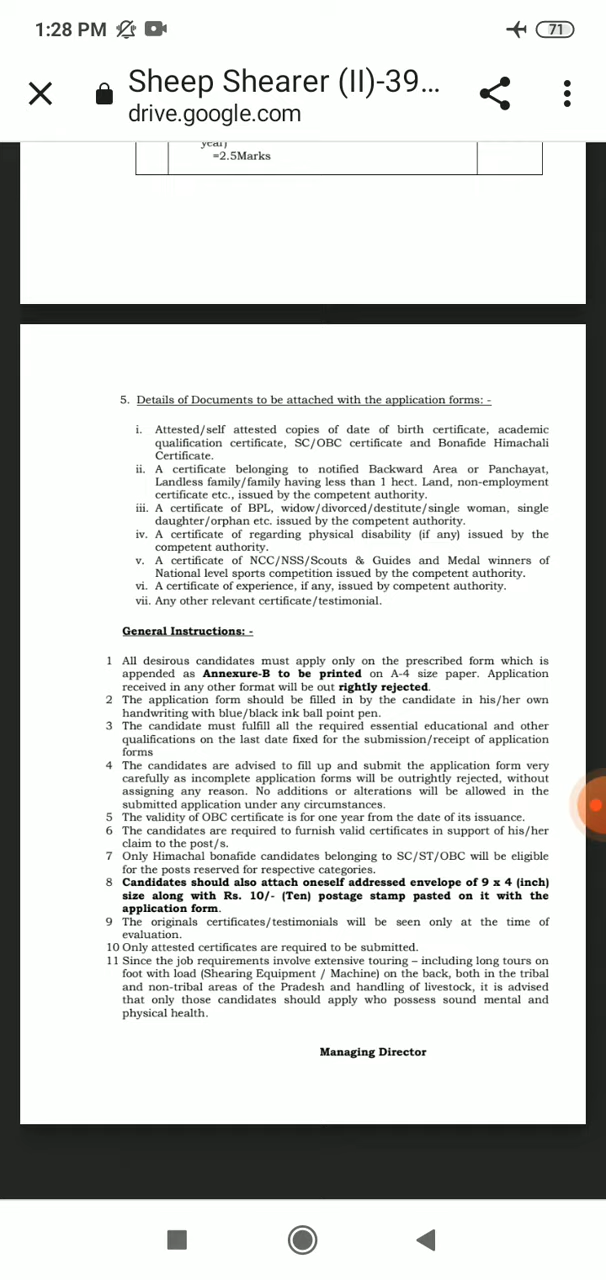 1:28 PM
71
Sheep Shearer (II)-39...
drive.google.com
year)
=2.5Marks
5. Details of Documents to be attached with the application forms: -
i. Attested/self attested copies of date of birth certificate, academic
qualification certificate, SC/OBC certificate and Bonafide Himachali
Certificate.
ii. A certificate belonging to notified Backward Area or Panchayat,
Landless family/family having less than 1 hect. Land, non-employment
certificate etc., issued by the competent authority.
iii. A certificate of BPL, widow/divorced/destitute/single woman, single
daughter/orphan etc. issued by the competent authority.
iv. A certificate of regarding physical disability (if any) issued by the
competent authority.
v. A certificate of NCC/NSS/Scouts & Guides and Medal winners of
National level sports competition issued by the competent authority.
vi. A certificate of experience, if any, issued by competent authority.
vii. Any other relevant certificate/testimonial.
General Instructions: -
1 All desirous candidates must apply only on the prescribed form which is
appended as Annexure-B to be printed on A-4 size paper. Application
received in any other format will be out rightly rejected.
2 The application form should be filled in by the candidate in his/her own
handwriting with blue/black ink ball point pen.
3 The candidate must fulfill all the required essential educational and other
qualifications on the last date fixed for the submission/receipt of application
forms
4 The candidates are advised to fill up and submit the application form very
carefully as incomplete application forms will be outrightly rejected, without
assigning any reason. No additions or alterations will be allowed in the
submitted application under any circumstances.
5 The validity of OBC certificate is for one year from the date of its issuance.
6 The candidates are required to furnish valid certificates in support of his/her
claim to the post/s.
7 Only Himachal bonafide candidates belonging to SC/ST/OBC will be eligible
for the posts reserved for respective categories.
8 Candidates should also attach oneself addressed envelope of 9 x 4 (inch)
size along with Rs. 10/- (Ten) postage stamp pasted on it with the
application form.
9 The originals certificates/testimonials will be seen only at the time of
evaluation.
10 Only attested certificates are required to be submitted.
11 Since the job requirements involve extensive touring – including long tours on
foot with load (Shearing Equipment / Machine) on the back, both in the tribal
and non-tribal areas of the Pradesh and handling of livestock, it is advised
that only those candidates should apply who possess sound mental and
physical health.
Managing Director